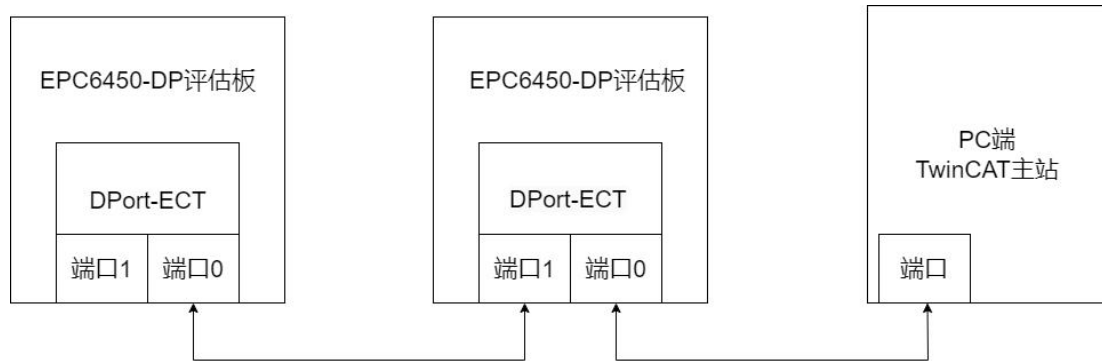 EPC6450-DP评估板
DPort-ECT
端口1
端口0
EPC6450-DP评估板
DPort-ECT
端口1
端口0
PC端
TwinCAT主站
端口